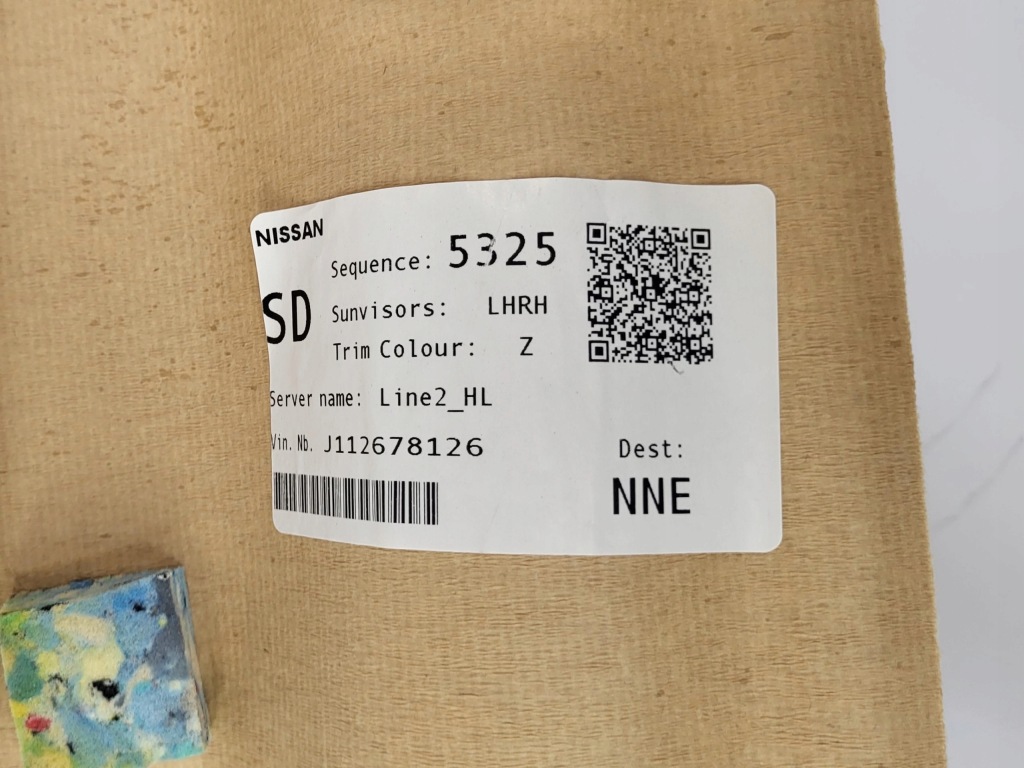 NISSAN
Sequence: 5325
SD
Sunvisors: LHRH
Trim Colour: Z
Server name: Line2_HL
Vin. Nb. J112678126
Dest:
NNE